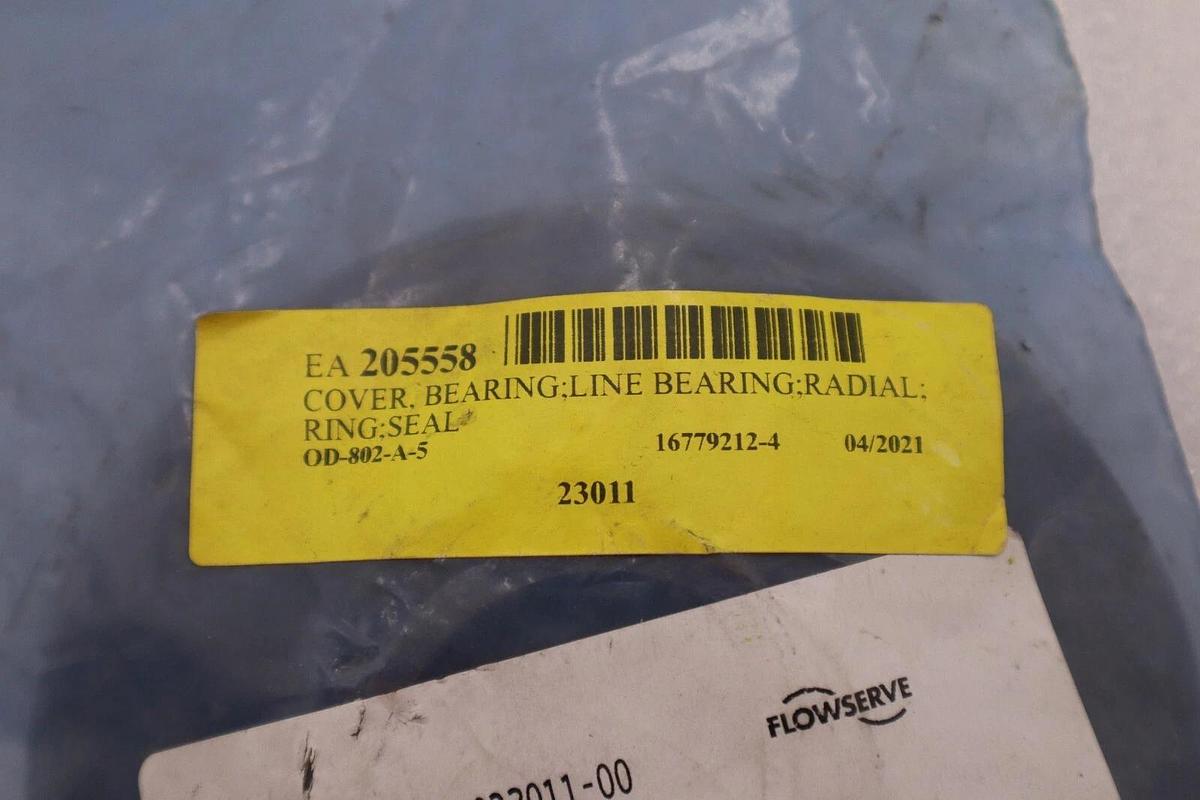 EA 205558
COVER, BEARING;LINE BEARING;RADIAL;
RING;SEAL
OD-802-A-5 16779212-4 04/2021
23011
FLOWSERVE